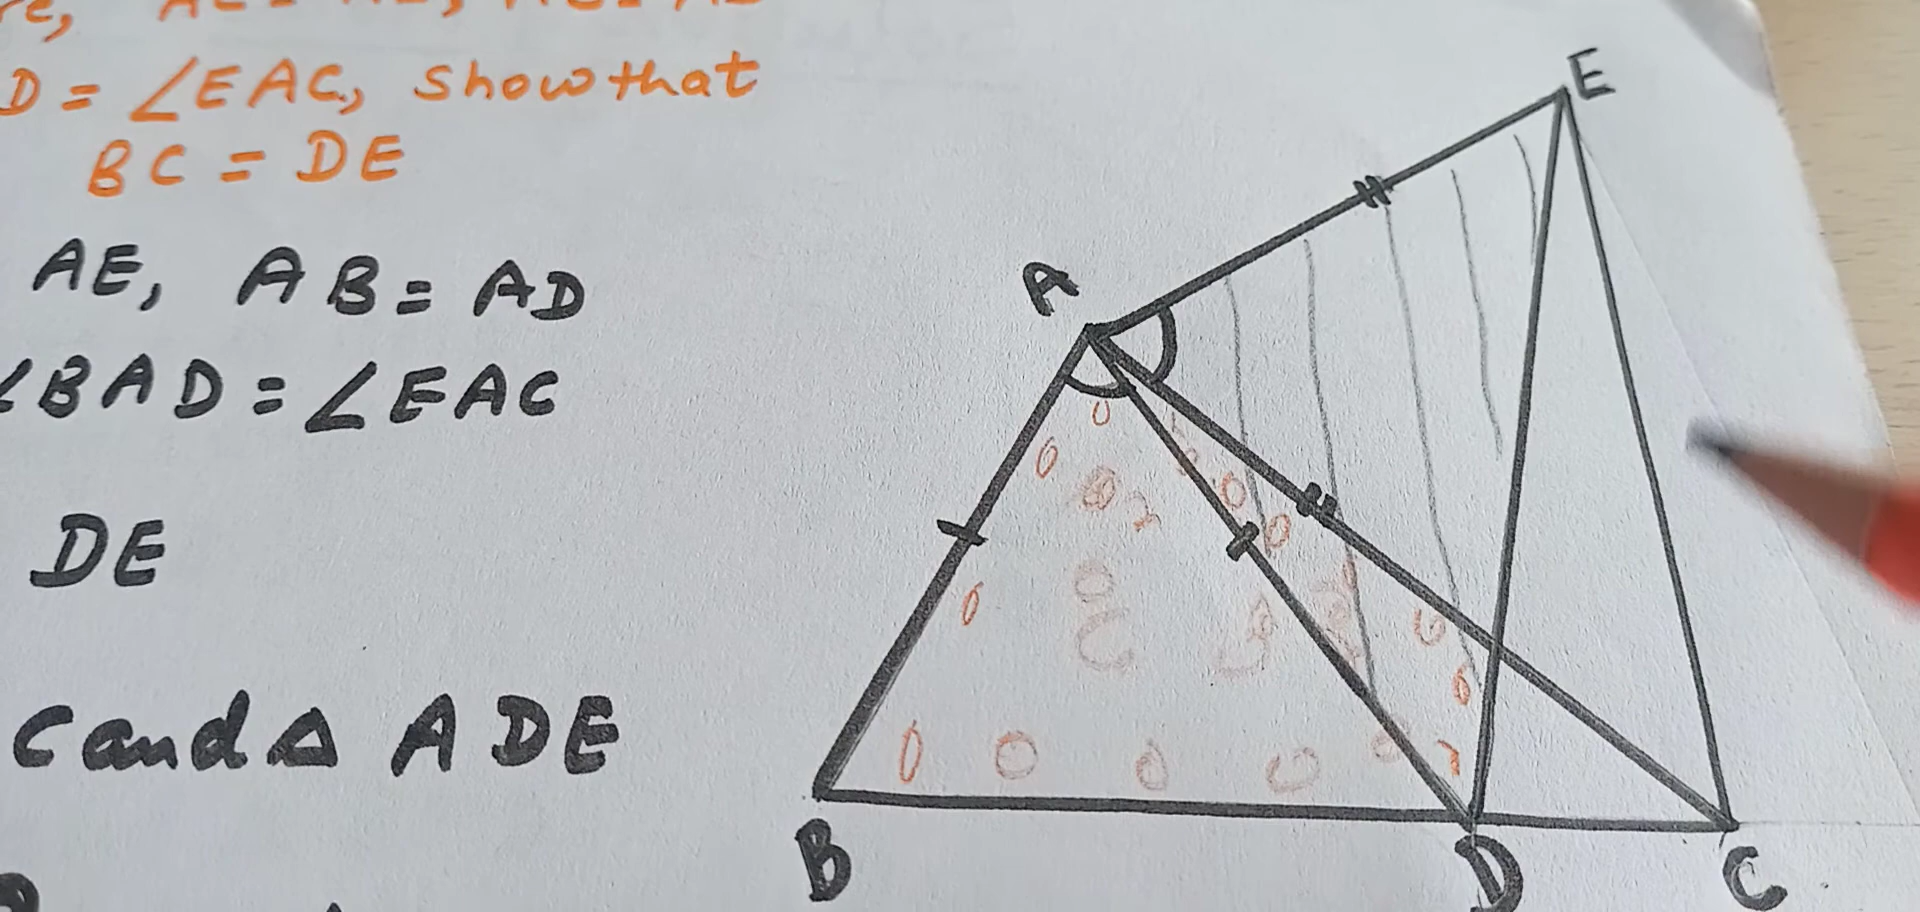 D = ∠EAC, show that
BC = DE
AE, AB = AD
∠BAD = ∠EAC
DE
C and △ ADE
E
A
B
D
C